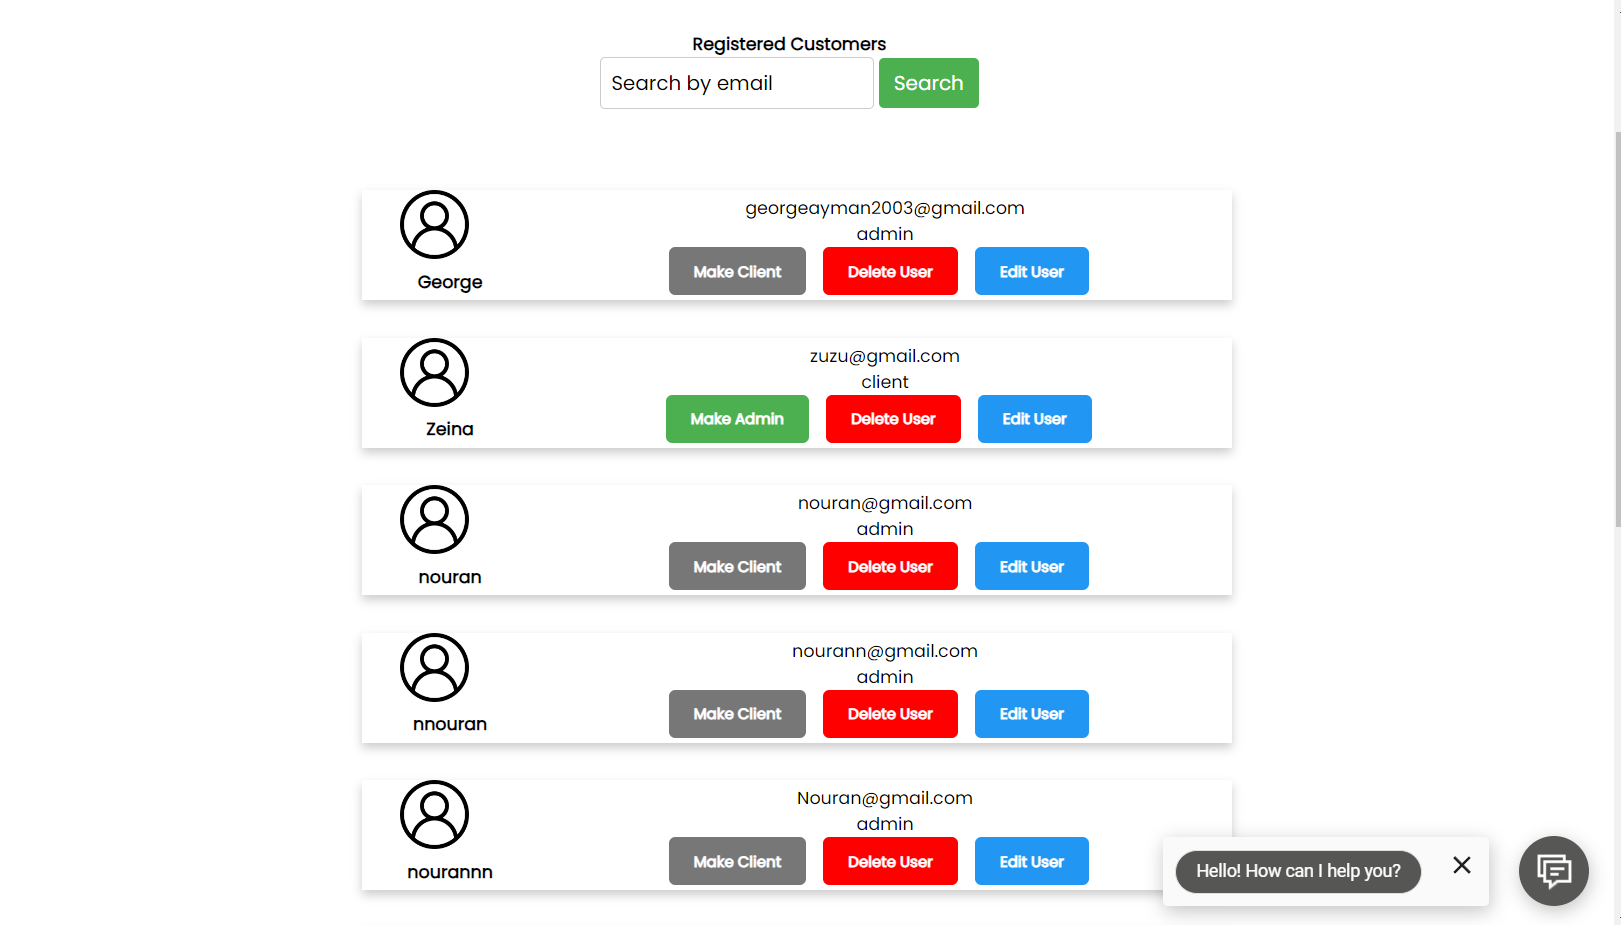 Registered Customers
Search by email Search
georgeayman2003@gmail.com
admin
George
Make Client Delete User Edit User
zuzu@gmail.com
client
Zeina
Make Admin Delete User Edit User
nouran@gmail.com
admin
nouran
Make Client Delete User Edit User
nourann@gmail.com
admin
nnouran
Make Client Delete User Edit User
Nouran@gmail.com
admin
nourannn
Make Client Delete User Edit User
Hello! How can I help you?